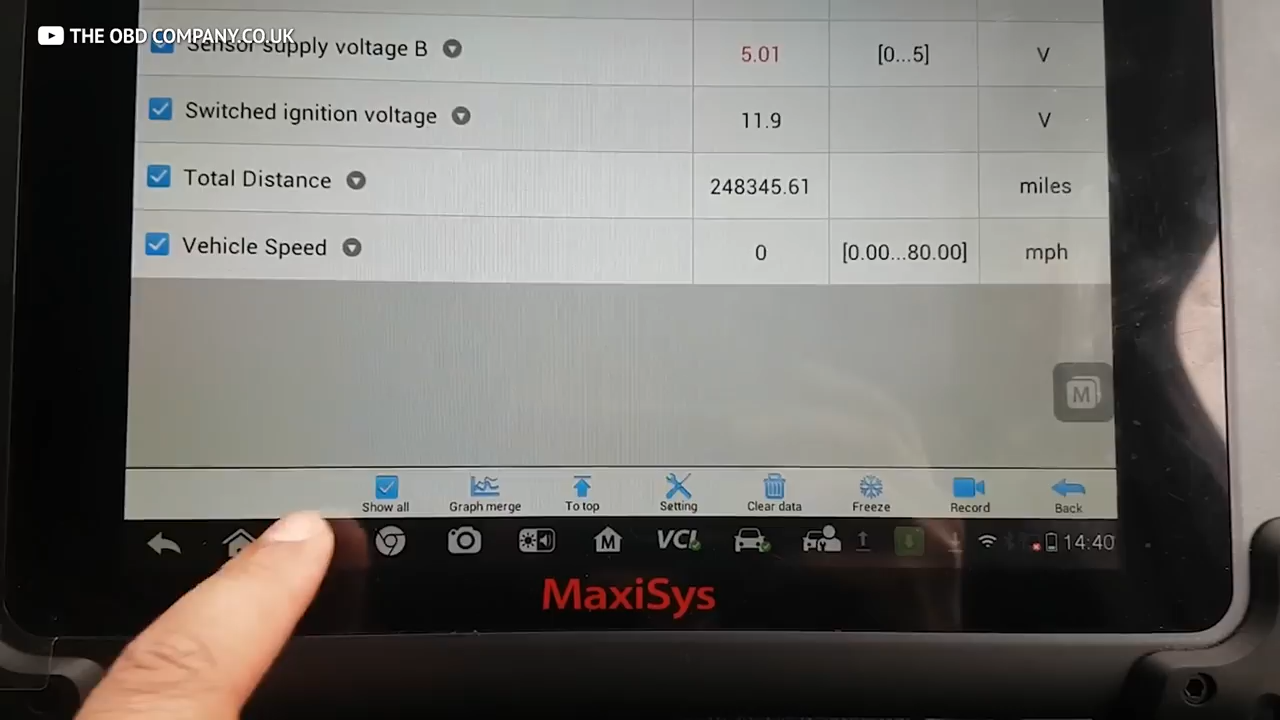 THE OBD COMPANY.CO.UK
Sensor supply voltage B 5.01 [0...5] V
Switched ignition voltage 11.9 V
Total Distance 248345.61 miles
Vehicle Speed 0 [0.00...80.00] mph
M
Show all Graph merge To top Setting Clear data Freeze Record Back
M VCI 14:40
MaxiSys